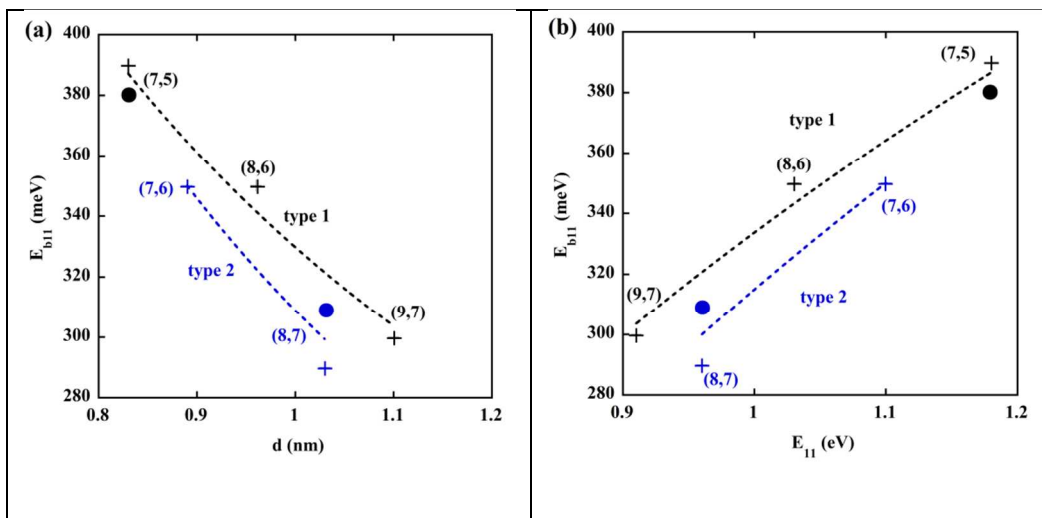 (a)
400
380
360
340
320
300
280
E_b11 (meV)
(7,5)
(8,6)
(7,6)
type 1
type 2
(9,7)
(8,7)
0.8 0.9 1 1.1 1.2
d (nm)
(b)
400
380
360
340
320
300
280
E_b11 (meV)
(7,5)
type 1
(8,6)
(7,6)
(9,7)
type 2
(8,7)
0.9 1 1.1 1.2
E_11 (eV)